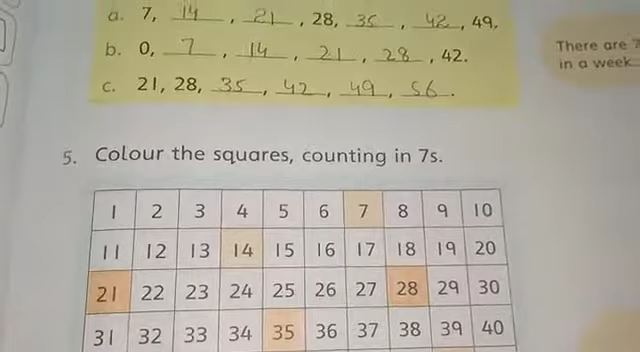 a. 7, 14, 21, 28, 35, 42, 49.
b. 0, 7, 14, 21, 28, 42.
c. 21, 28, 35, 42, 49, 56.
There are 7
in a week
5. Colour the squares, counting in 7s.
1 2 3 4 5 6 7 8 9 10
11 12 13 14 15 16 17 18 19 20
21 22 23 24 25 26 27 28 29 30
31 32 33 34 35 36 37 38 39 40